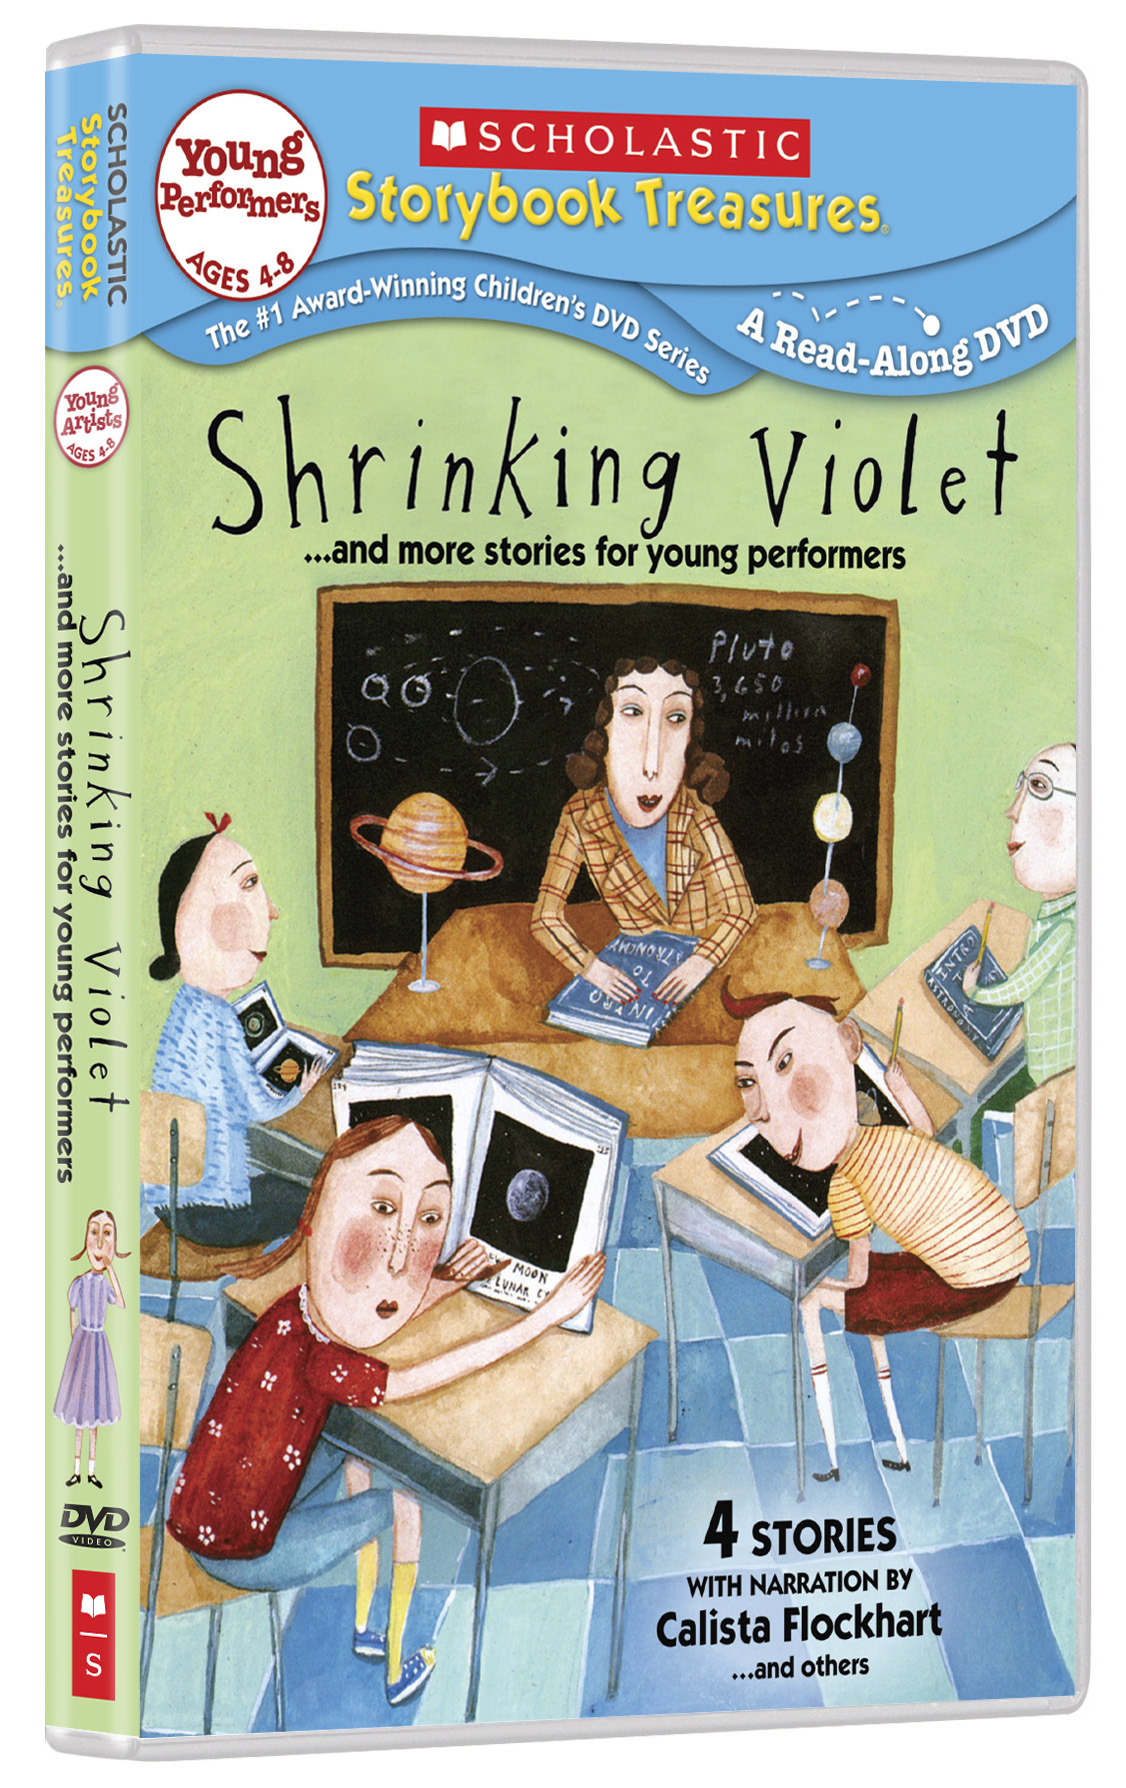 SCHOLASTIC
Storybook
Treasures®
Young
Artists
AGES 4-8
Shrinking Violet
...and more stories for young performers
DVD
VIDEO
S
Young
Performers
AGES 4-8
SCHOLASTIC
Storybook Treasures®
The #1 Award-Winning Children's DVD Series
A Read-Along DVD
Shrinking Violet
...and more stories for young performers
Pluto
3,650
million
miles
INTRO
TO
ASTRONOMY
INTRO
TO
ASTRONOMY
MOON
LUNAR
4 STORIES
WITH NARRATION BY
Calista Flockhart
...and others